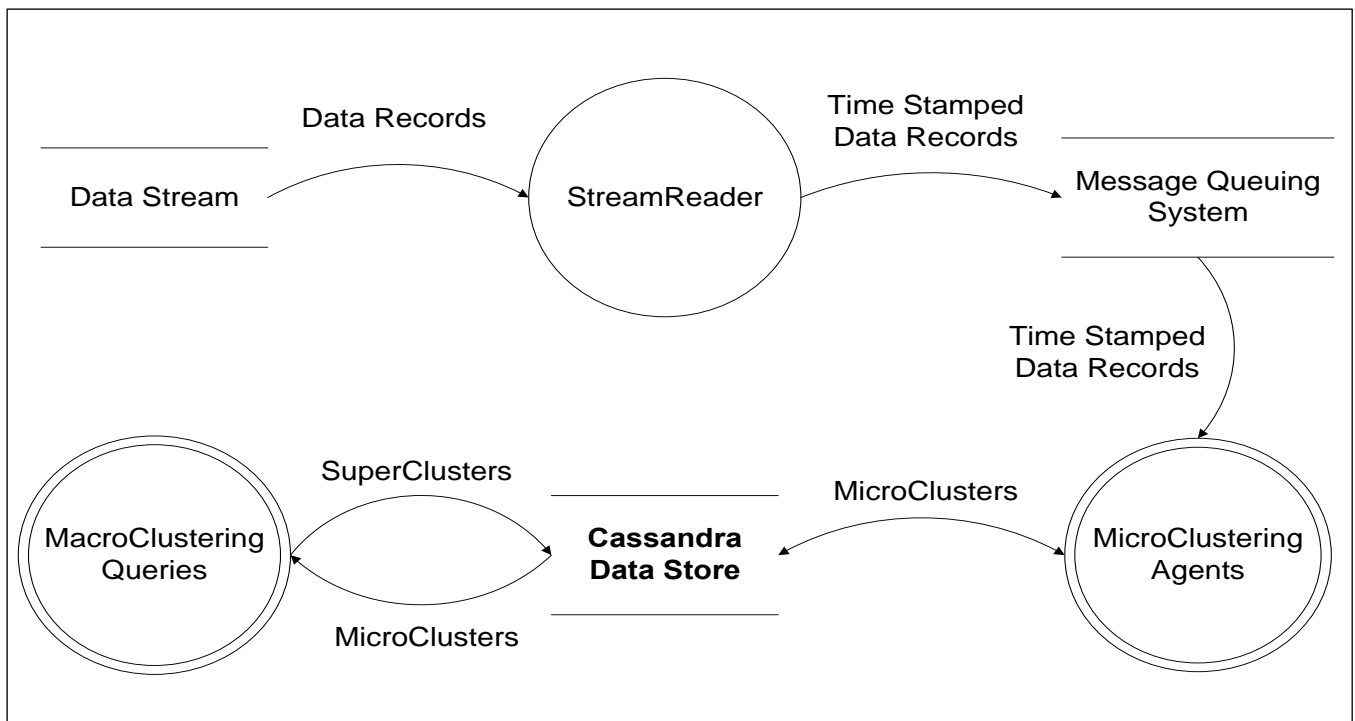 Data Records
Time Stamped
Data Records
Data Stream
StreamReader
Message Queuing
System
Time Stamped
Data Records
SuperClusters
MicroClusters
MacroClustering
Queries
Cassandra
Data Store
MicroClustering
Agents
MicroClusters